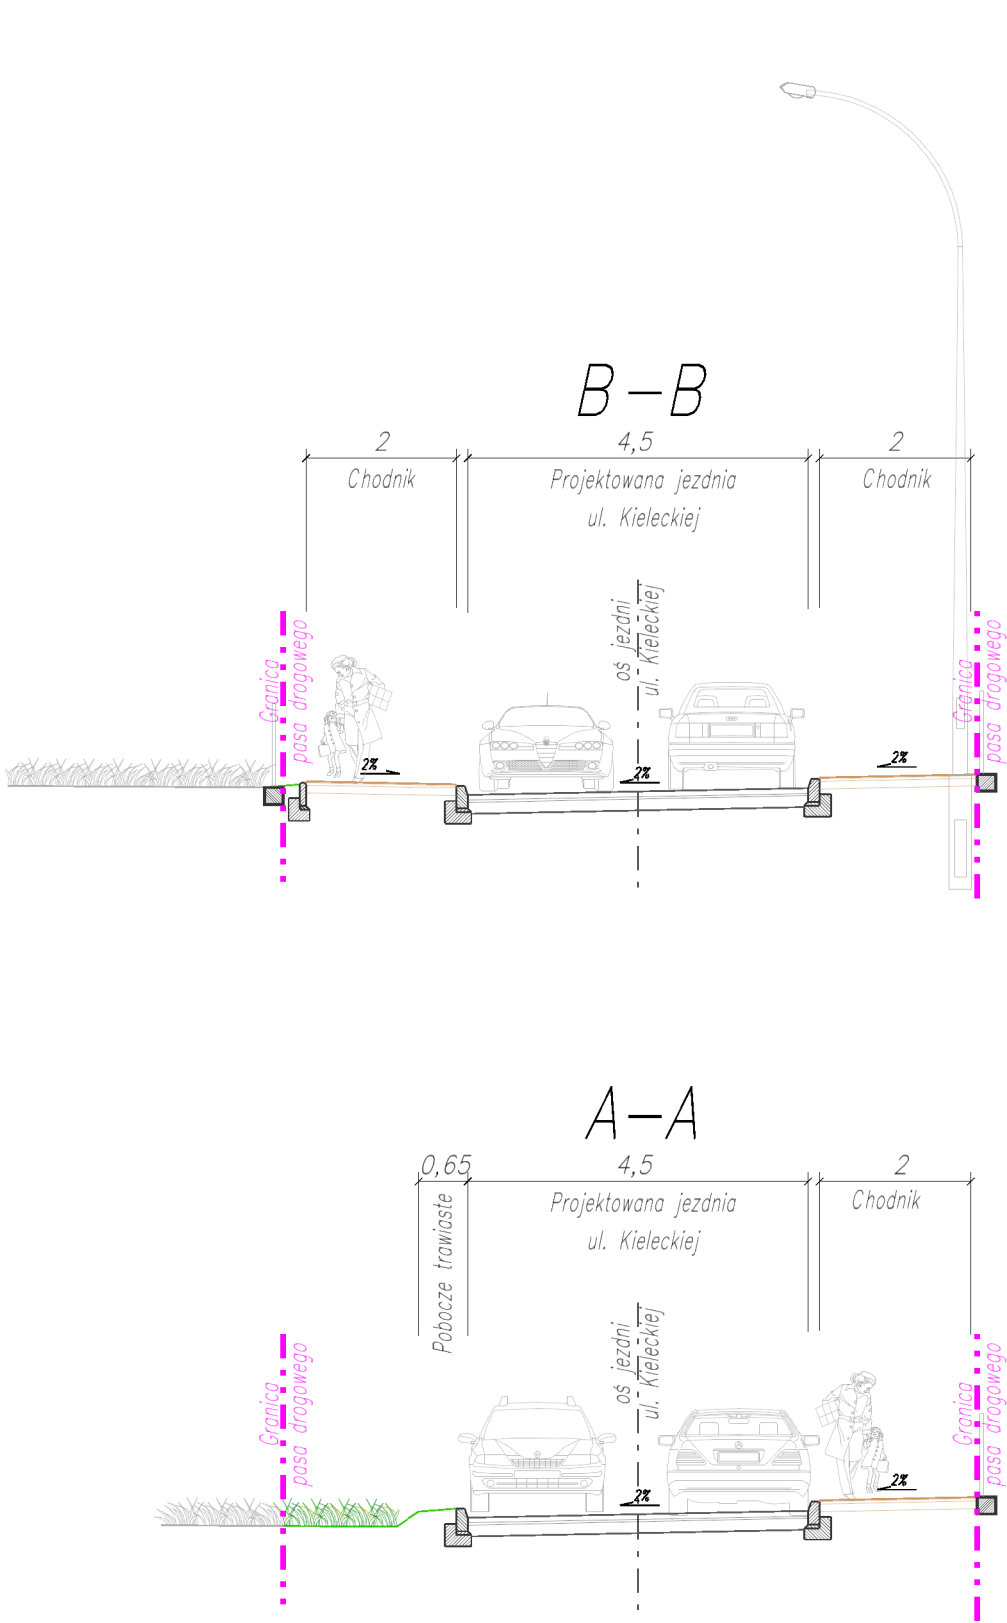 B-B
2
4,5
2
Chodnik
Projektowana jezdnia
ul. Kieleckiej
Chodnik
oś jezdni
ul. Kieleckiej
Granica
pasa drogowego
Granica
pasa drogowego
2%
2%
2%
A-A
0,65
4,5
2
Pobocze trawiaste
Projektowana jezdnia
ul. Kieleckiej
Chodnik
oś jezdni
ul. Kieleckiej
Granica
pasa drogowego
Granica
pasa drogowego
2%
2%